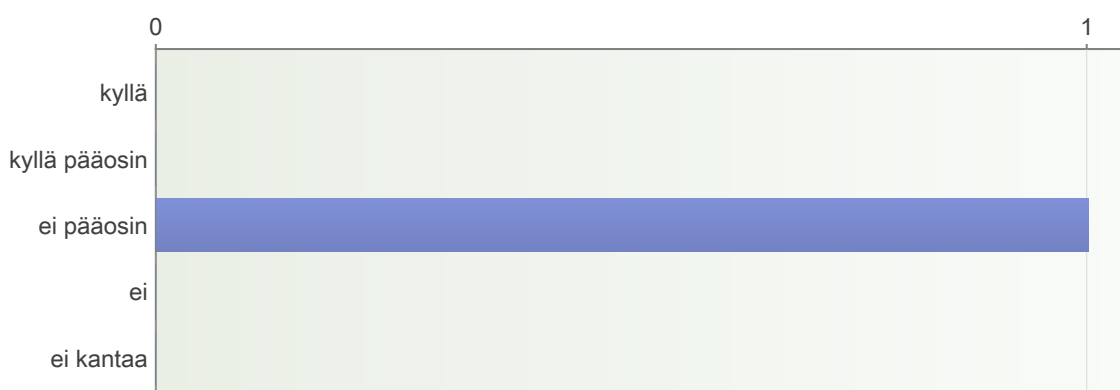 0 1
kyllä
kyllä pääosin
ei pääosin
ei
ei kantaa